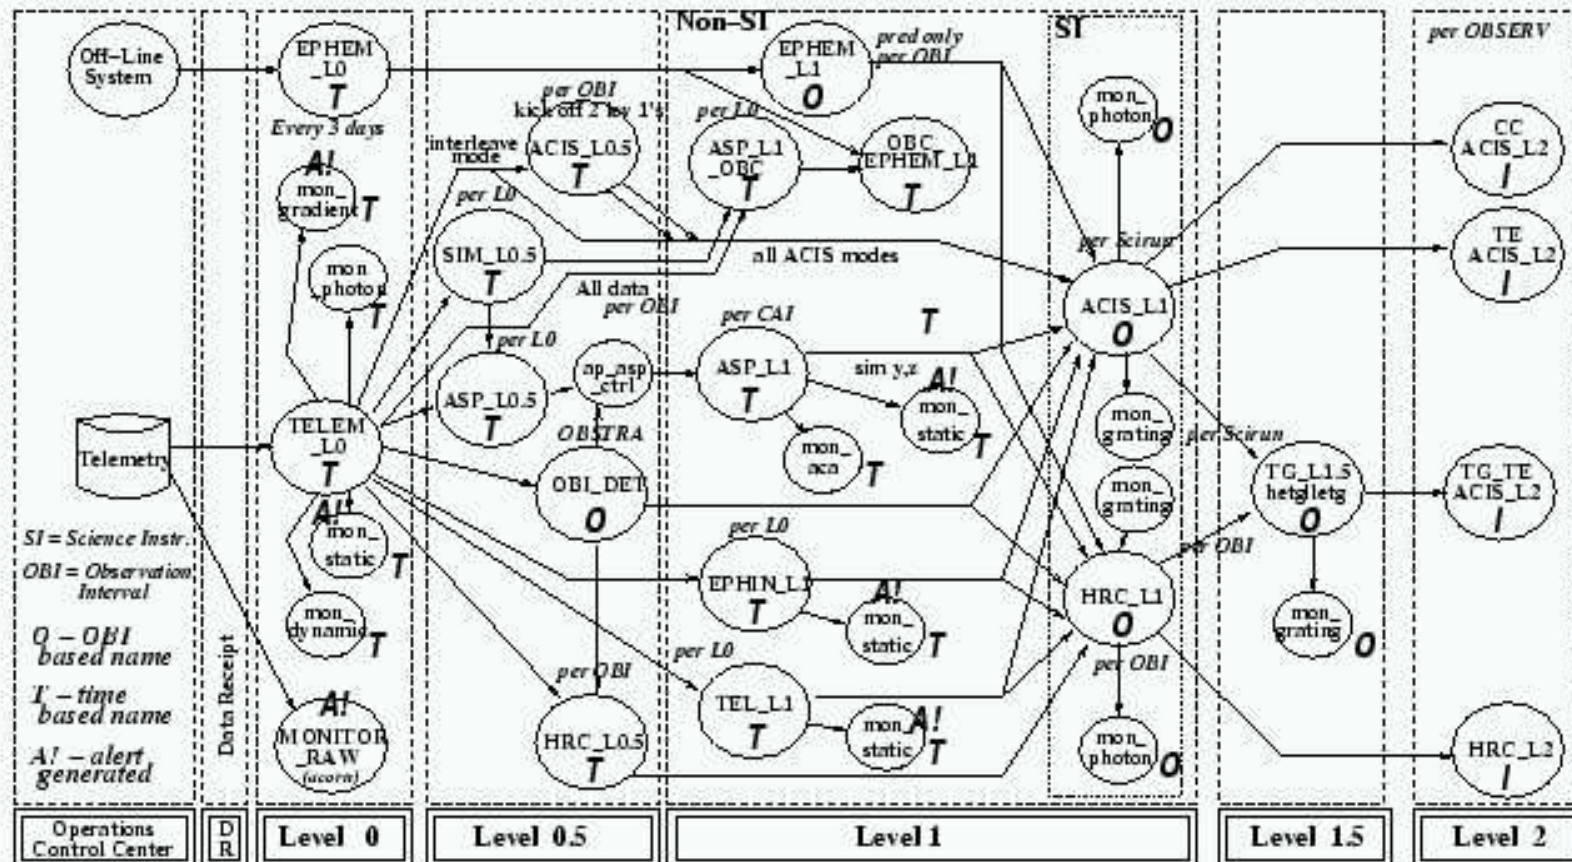 Off-Line
System
Telemetry
SI = Science Instr.
OBI = Observation
Interval
O - OBI
based name
T - time
based name
A! - alert
generated
Data Receipt
EPHEM
_L0
T
Every 3 days
A!
mon_
gradient
T
mon
_photon
T
TELEM
_L0
T
A!
mon_
static
T
mon_
dynamic
T
A!
MONITOR
_RAW
(acorn)
per OBI
kick off 2 lev 1's
interleave
mode
ACIS_L0.5
T
per L0
SIM_L0.5
T
All data
per OBI
per L0
ASP_L0.5
T
ap_asp
_ctrl
OBSTRA
OBI_DET
O
per OBI
HRC_L0.5
T
Non-SI
EPHEM
_L1
O
pred only
per OBI
per L0
ASP_L1
_OBC
T
OBC_
EPHEM_L1
T
all ACIS modes
per CAI
ASP_L1
T
T
sim y,z
A!
mon_
static
T
mon_
aca
T
per L0
EPHIN_L1
T
A!
mon_
static
T
per L0
TEL_L1
T
mon_
static
A!
T
SI
mon_
photon
O
per Scirun
ACIS_L1
O
mon_
grating
mon_
grating
HRC_L1
O
per OBI
mon_
photon
O
per Scirun
per OBI
TG_L1.5
hetg/letg
O
mon_
grating
O
per OBSERV
CC
ACIS_L2
I
TE
ACIS_L2
I
TG_TE
ACIS_L2
I
HRC_L2
I
Operations
Control Center
D
R
Level 0
Level 0.5
Level 1
Level 1.5
Level 2